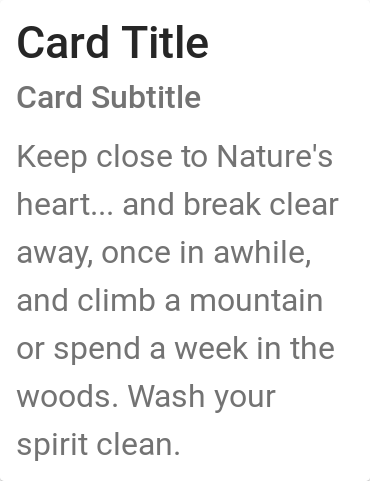 Card Title
Card Subtitle
Keep close to Nature's
heart... and break clear
away, once in awhile,
and climb a mountain
or spend a week in the
woods. Wash your
spirit clean.